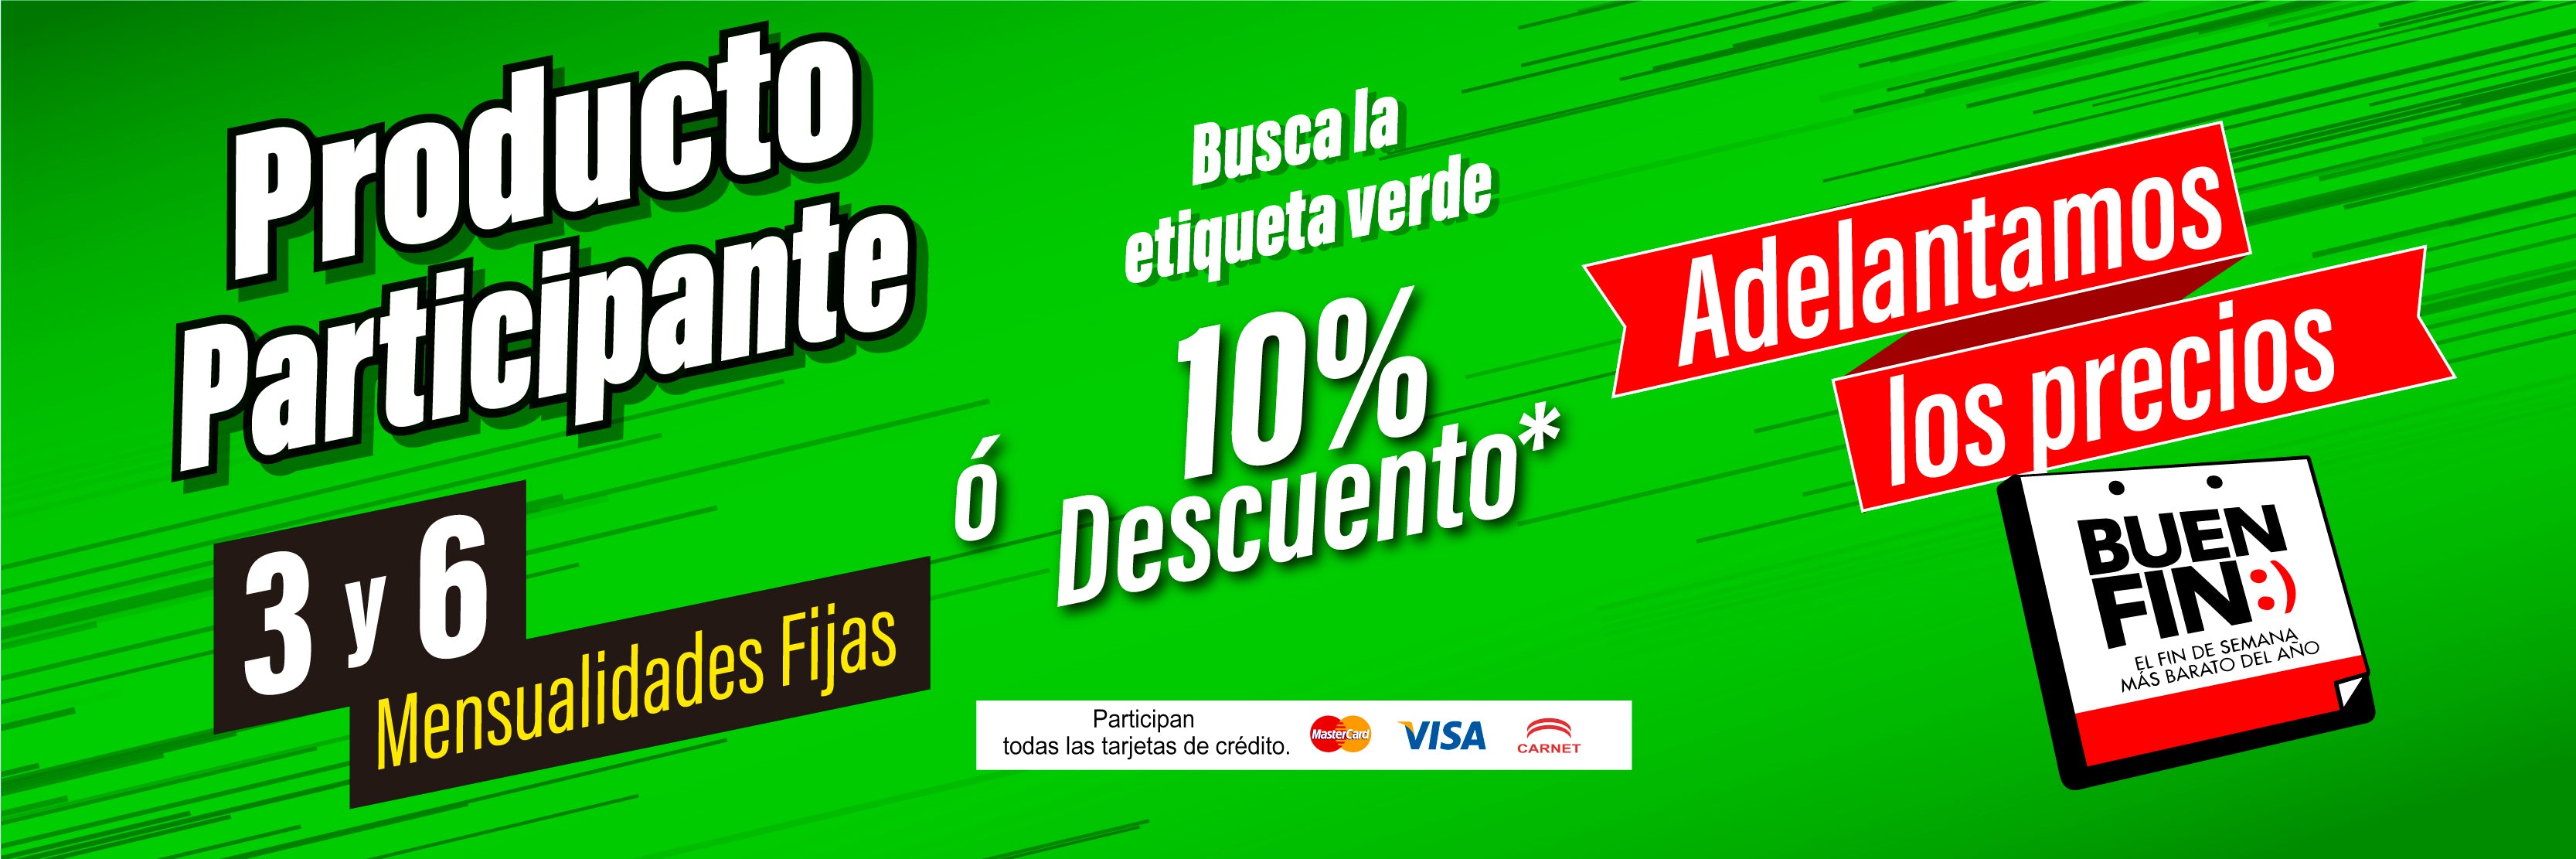 Producto
Participante
3 y 6
Mensualidades Fijas
ó
Busca la
etiqueta verde
10%
Descuento*
Participan
todas las tarjetas de crédito.
MasterCard
VISA
CARNET
Adelantamos
los precios
BUEN
FIN:)
EL FIN DE SEMANA
MÁS BARATO DEL AÑO